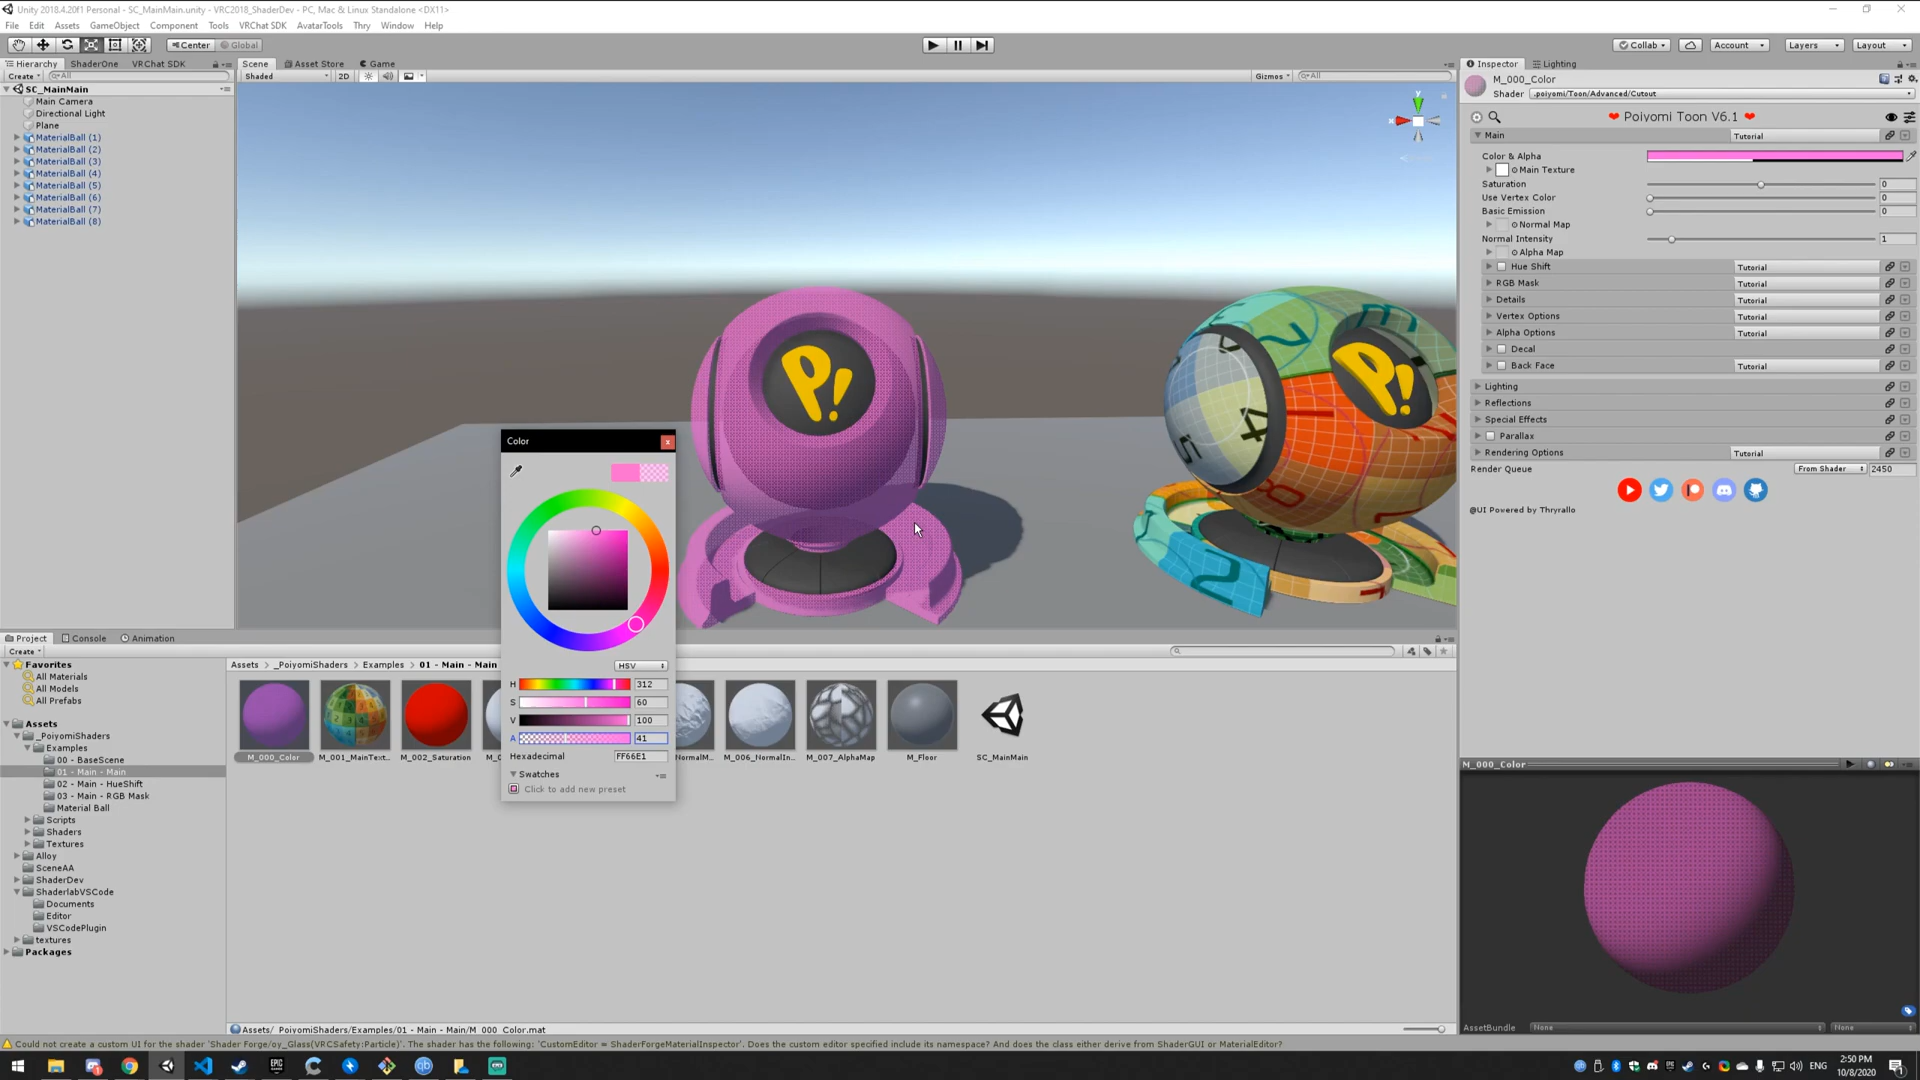 Unity 2018.4.20f1 Personal - SC_MainMain.unity - VRC2018_ShaderDev - PC, Mac & Linux Standalone <DX11>
File Edit Assets GameObject Component Tools VRChat SDK AvatarTools Thry Window Help
Center Global Collab Account Layers Layout
Hierarchy ShaderOne VRChat SDK
Create All
SC_MainMain
Main Camera
Directional Light
Plane
MaterialBall (1)
MaterialBall (2)
MaterialBall (3)
MaterialBall (4)
MaterialBall (5)
MaterialBall (6)
MaterialBall (7)
MaterialBall (8)
Scene Asset Store Game
Shaded 2D Gizmos All
y
x
P!
P!
Color
HSV
H 312
S 60
V 100
A 41
Hexadecimal FF66E1
Swatches
Click to add new preset
Inspector Lighting
M_000_Color
Shader .poiyomi/Toon/Advanced/Cutout
❤ Poiyomi Toon V6.1 ❤
Main Tutorial
Color & Alpha
Main Texture
Saturation 0
Use Vertex Color 0
Basic Emission 0
Normal Map
Normal Intensity 1
Alpha Map
Hue Shift Tutorial
RGB Mask Tutorial
Details Tutorial
Vertex Options Tutorial
Alpha Options Tutorial
Decal
Back Face Tutorial
Lighting
Reflections
Special Effects
Parallax
Rendering Options Tutorial
Render Queue From Shader 2450
@UI Powered by Thryrallo
M_000_Color
AssetBundle None None
Project Console Animation
Create
Favorites
All Materials
All Models
All Prefabs
Assets
_PoiyomiShaders
Examples
00 - BaseScene
01 - Main - Main
02 - Main - HueShift
03 - Main - RGB Mask
Material Ball
Scripts
Shaders
Textures
Alloy
SceneAA
ShaderDev
ShaderlabVSCode
Documents
Editor
VSCodePlugin
textures
Packages
Assets _PoiyomiShaders Examples 01 - Main - Main
M_000_Color M_001_MainText... M_002_Saturation M_006_NormalIn... M_007_AlphaMap M_Floor SC_MainMain
Assets/_PoiyomiShaders/Examples/01 - Main - Main/M_000_Color.mat
Could not create a custom UI for the shader 'Shader Forge/oy_Glass(VRCSafety:Particle)'. The shader has the following: 'CustomEditor = ShaderForgeMaterialInspector'. Does the custom editor specified include its namespace? And does the class either derive from ShaderGUI or MaterialEditor?
ENG
2:50 PM
10/8/2020